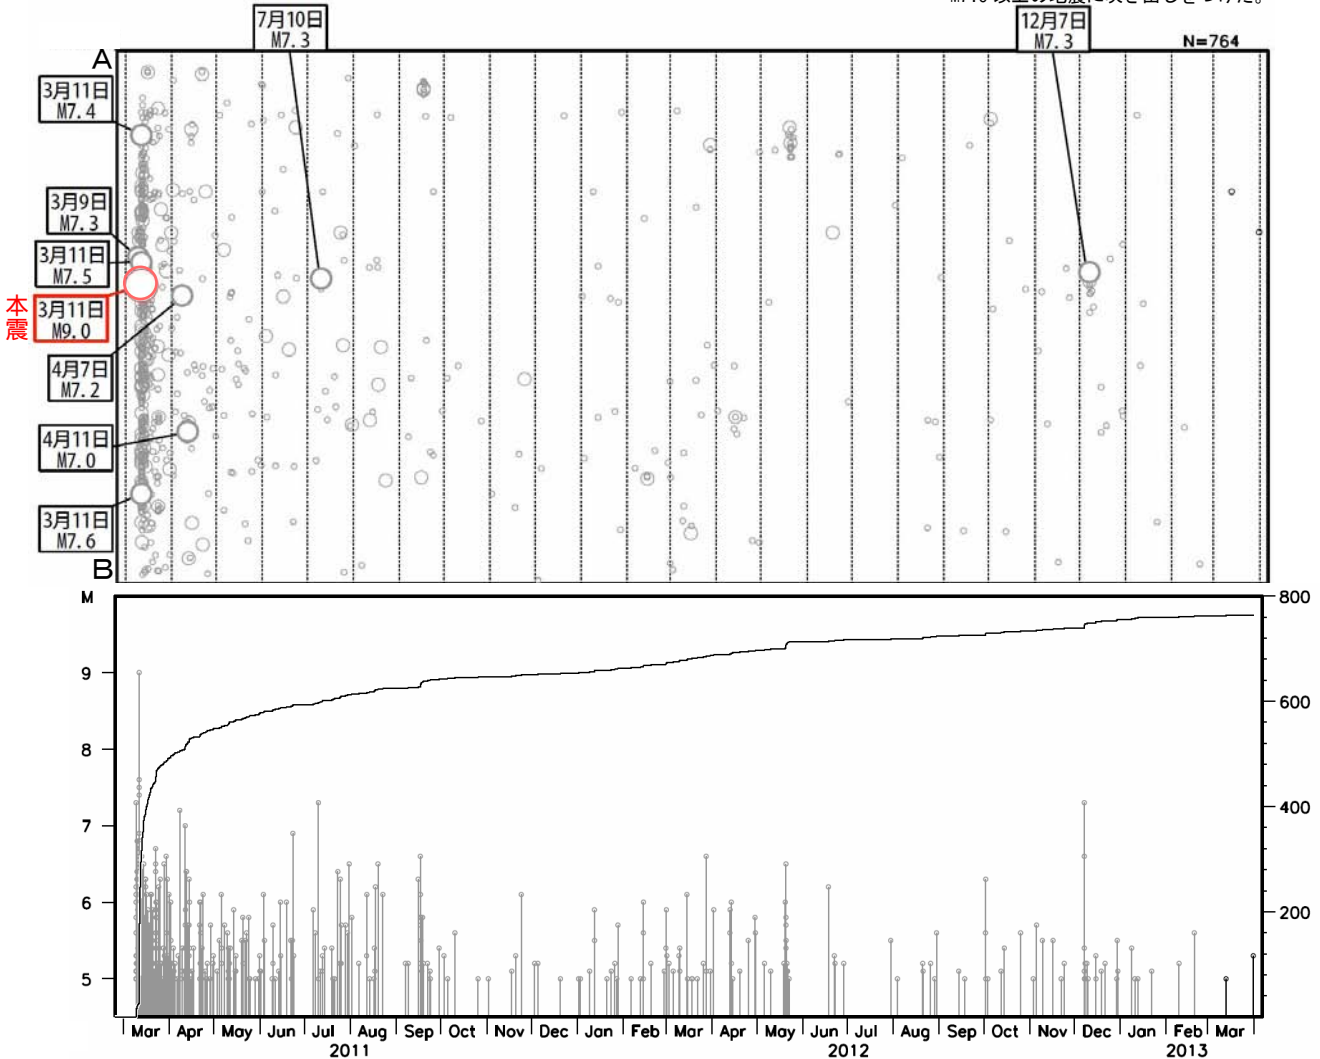 7月10日
M7.3
12月7日
M7.3
N=764
A
3月11日
M7.4
3月9日
M7.3
3月11日
M7.5
本震
3月11日
M9.0
4月7日
M7.2
4月11日
M7.0
3月11日
M7.6
B
M
800
9
600
8
7
400
6
200
5
Mar Apr May Jun Jul Aug Sep Oct Nov Dec Jan Feb Mar Apr May Jun Jul Aug Sep Oct Nov Dec Jan Feb Mar
2011 2012 2013